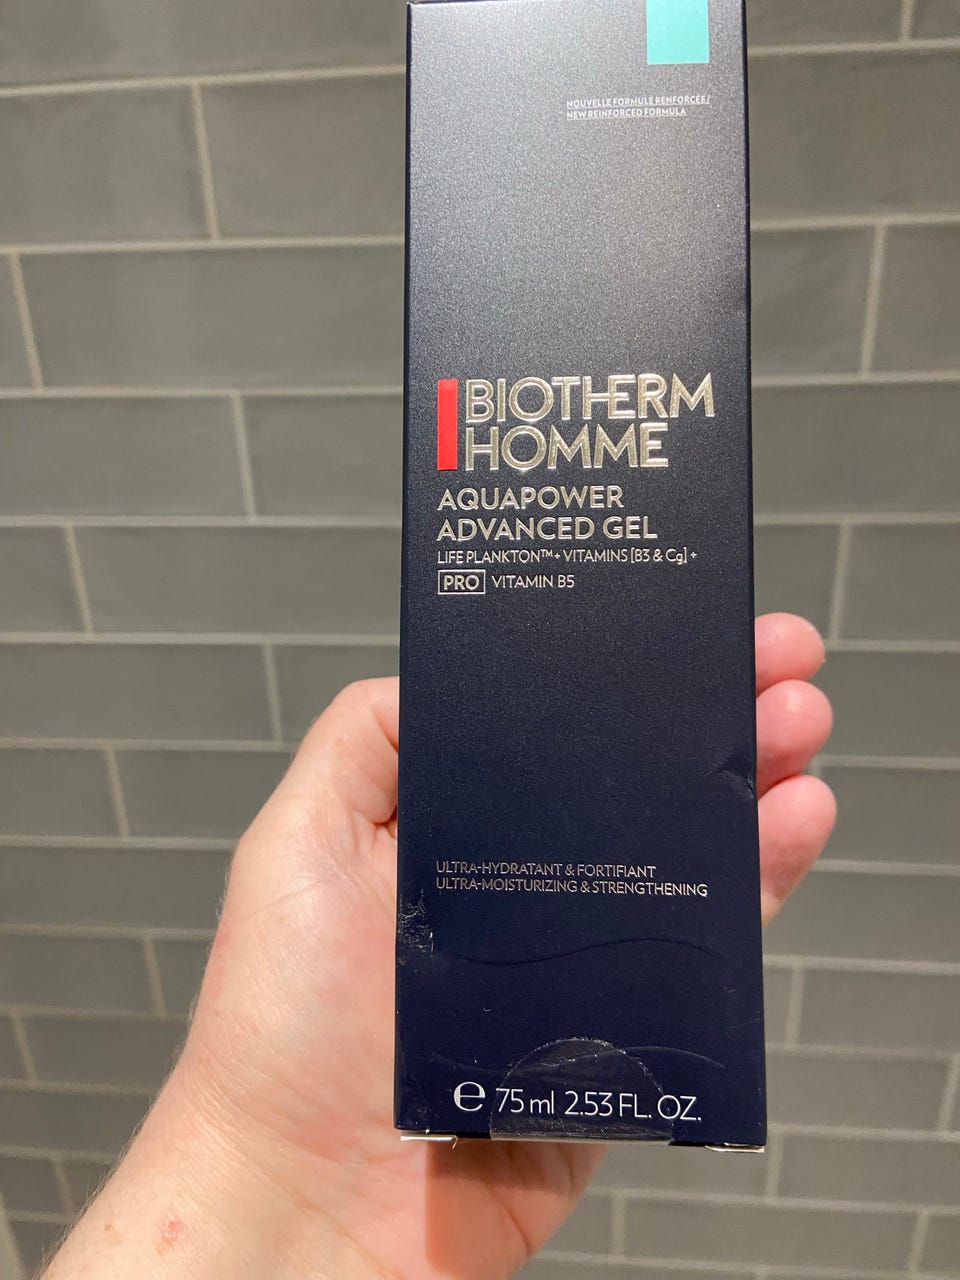 NOUVELLE FORMULE RENFORCÉE/
NEW REINFORCED FORMULA
BIOTHERM
HOMME
AQUAPOWER
ADVANCED GEL
LIFE PLANKTON™+ VITAMINS [B3 & Cg] +
PRO VITAMIN B5
ULTRA-HYDRATANT & FORTIFIANT
ULTRA-MOISTURIZING & STRENGTHENING
e 75 ml 2.53 FL. OZ.